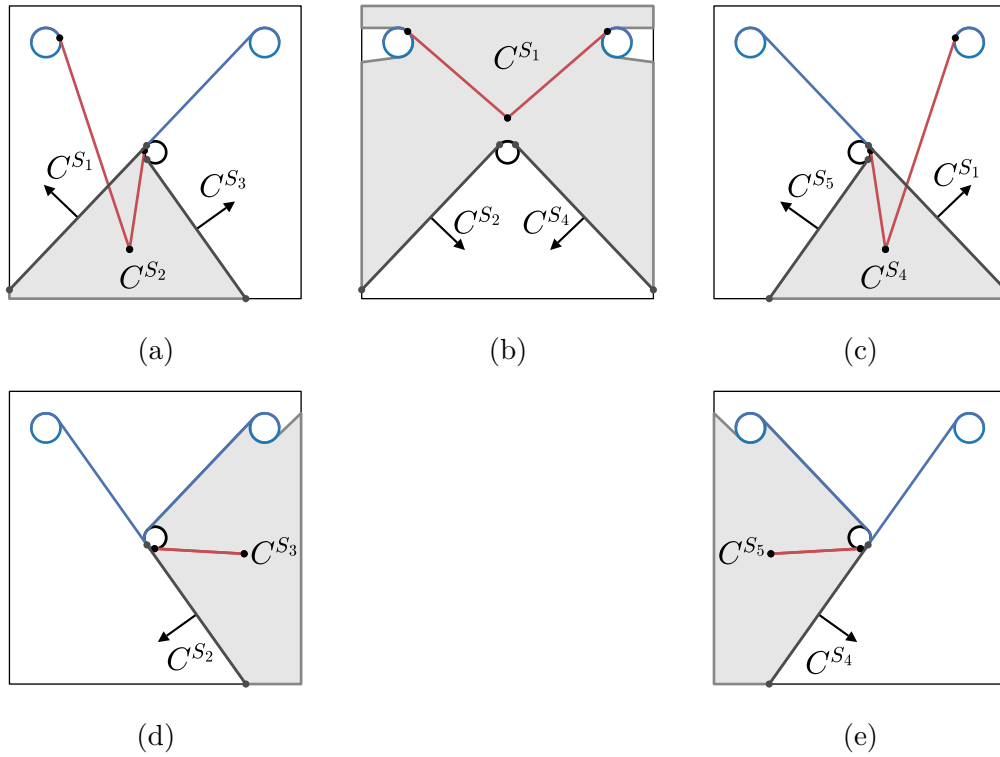 C^{S_1}
C^{S_3}
C^{S_2}
(a)
C^{S_1}
C^{S_2}
C^{S_4}
(b)
C^{S_5}
C^{S_1}
C^{S_4}
(c)
C^{S_3}
C^{S_2}
(d)
C^{S_5}
C^{S_4}
(e)